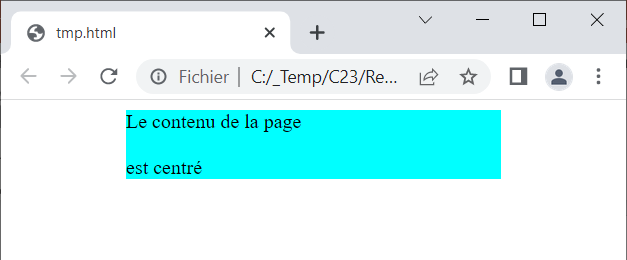 tmp.html
Fichier
C:/_Temp/C23/Re...
Le contenu de la page
est centré